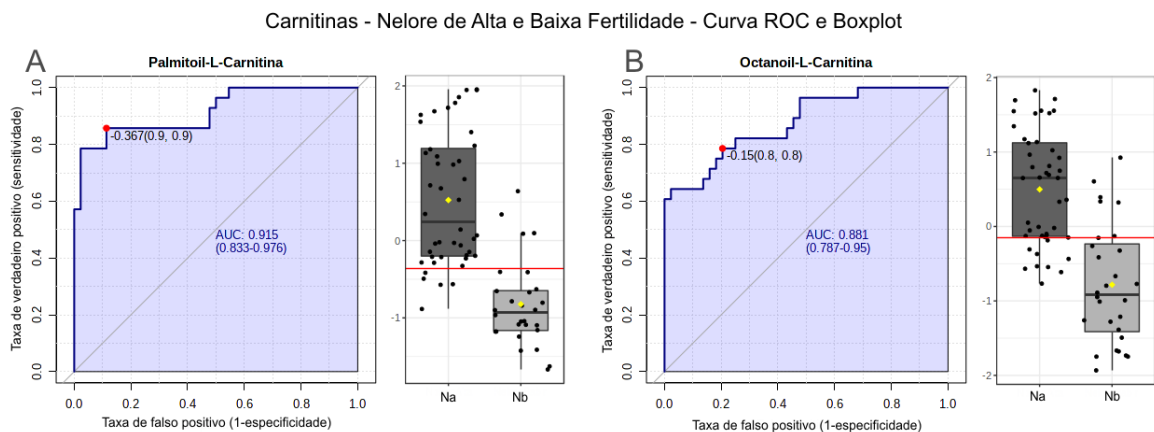 Carnitinas - Nelore de Alta e Baixa Fertilidade - Curva ROC e Boxplot
A
Palmitoil-L-Carnitina
Taxa de verdadeiro positivo (sensitividade)
1.0
0.8
0.6
0.4
0.2
0.0
-0.367(0.9, 0.9)
AUC: 0.915
(0.833-0.976)
0.0 0.2 0.4 0.6 0.8 1.0
Taxa de falso positivo (1-especificidade)
2
1
0
-1
Na Nb
B
Octanoil-L-Carnitina
Taxa de verdadeiro positivo (sensitividade)
1.0
0.8
0.6
0.4
0.2
0.0
-0.15(0.8, 0.8)
AUC: 0.881
(0.787-0.95)
0.0 0.2 0.4 0.6 0.8 1.0
Taxa de falso positivo (1-especificidade)
2
1
0
-1
-2
Na Nb